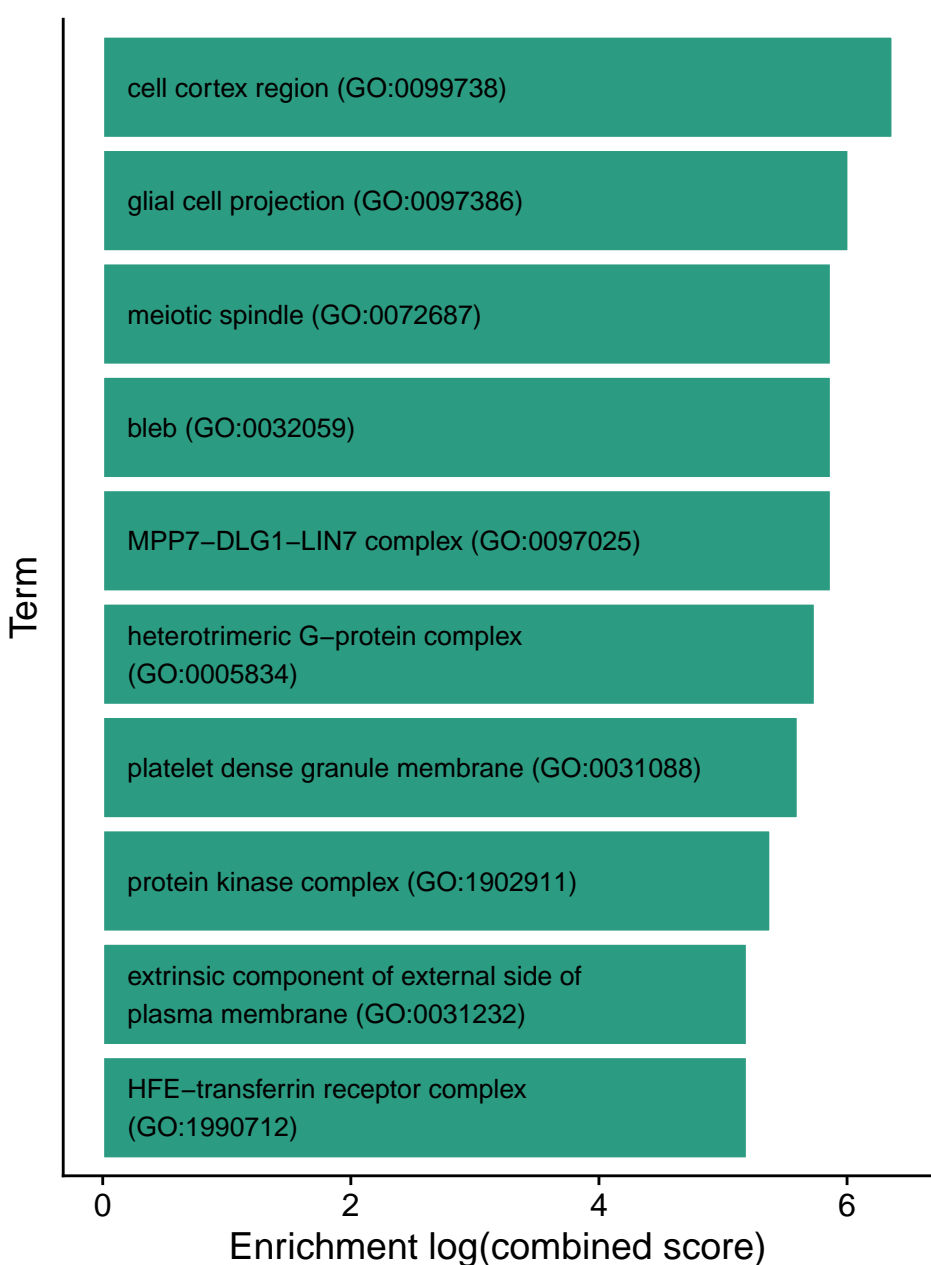 cell cortex region (GO:0099738)
glial cell projection (GO:0097386)
meiotic spindle (GO:0072687)
bleb (GO:0032059)
MPP7−DLG1−LIN7 complex (GO:0097025)
heterotrimeric G−protein complex
(GO:0005834)
platelet dense granule membrane (GO:0031088)
protein kinase complex (GO:1902911)
extrinsic component of external side of
plasma membrane (GO:0031232)
HFE−transferrin receptor complex
(GO:1990712)
Term
0 2 4 6
Enrichment log(combined score)